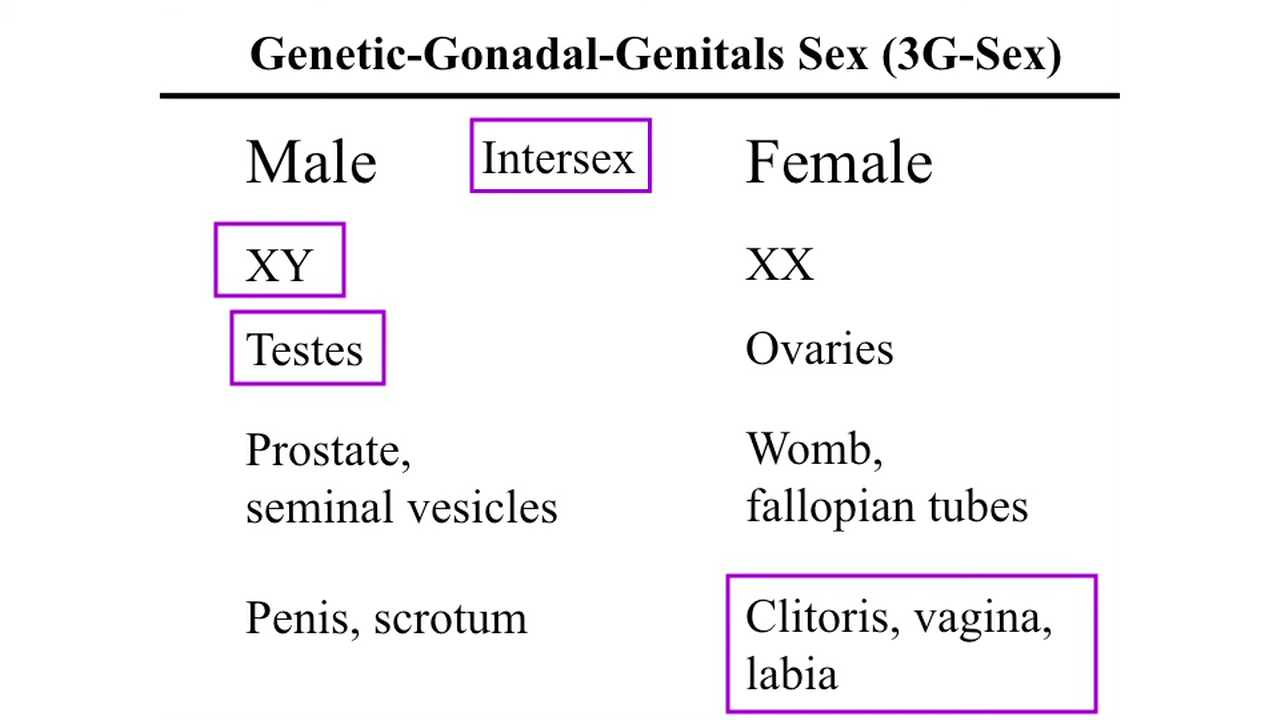 Genetic-Gonadal-Genitals Sex (3G-Sex)
Male Intersex Female
XY XX
Testes Ovaries
Prostate, Womb,
seminal vesicles fallopian tubes
Penis, scrotum Clitoris, vagina,
labia